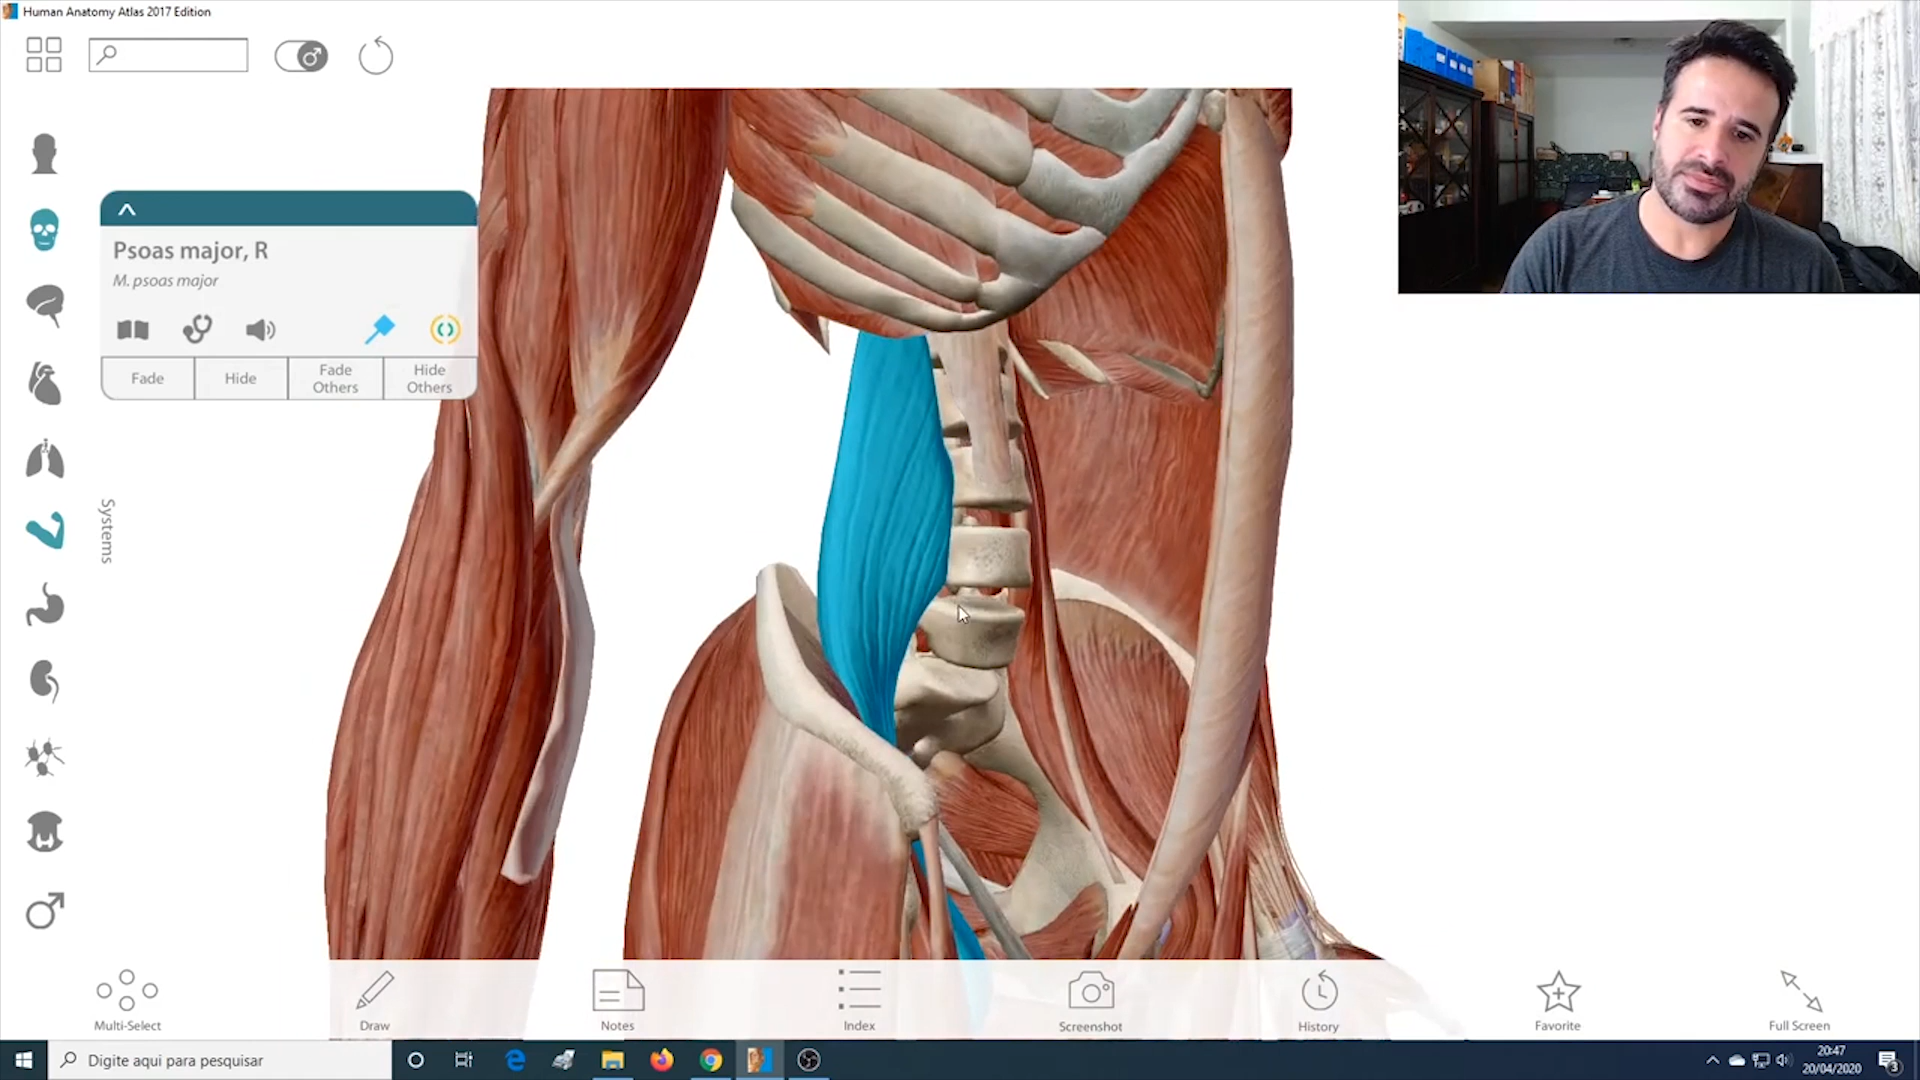 Human Anatomy Atlas 2017 Edition
Psoas major, R
M. psoas major
Fade
Hide
Fade
Others
Hide
Others
Systems
Multi-Select
Draw
Notes
Index
Screenshot
History
Favorite
Full Screen
Digite aqui para pesquisar
20:47
20/04/2020
3